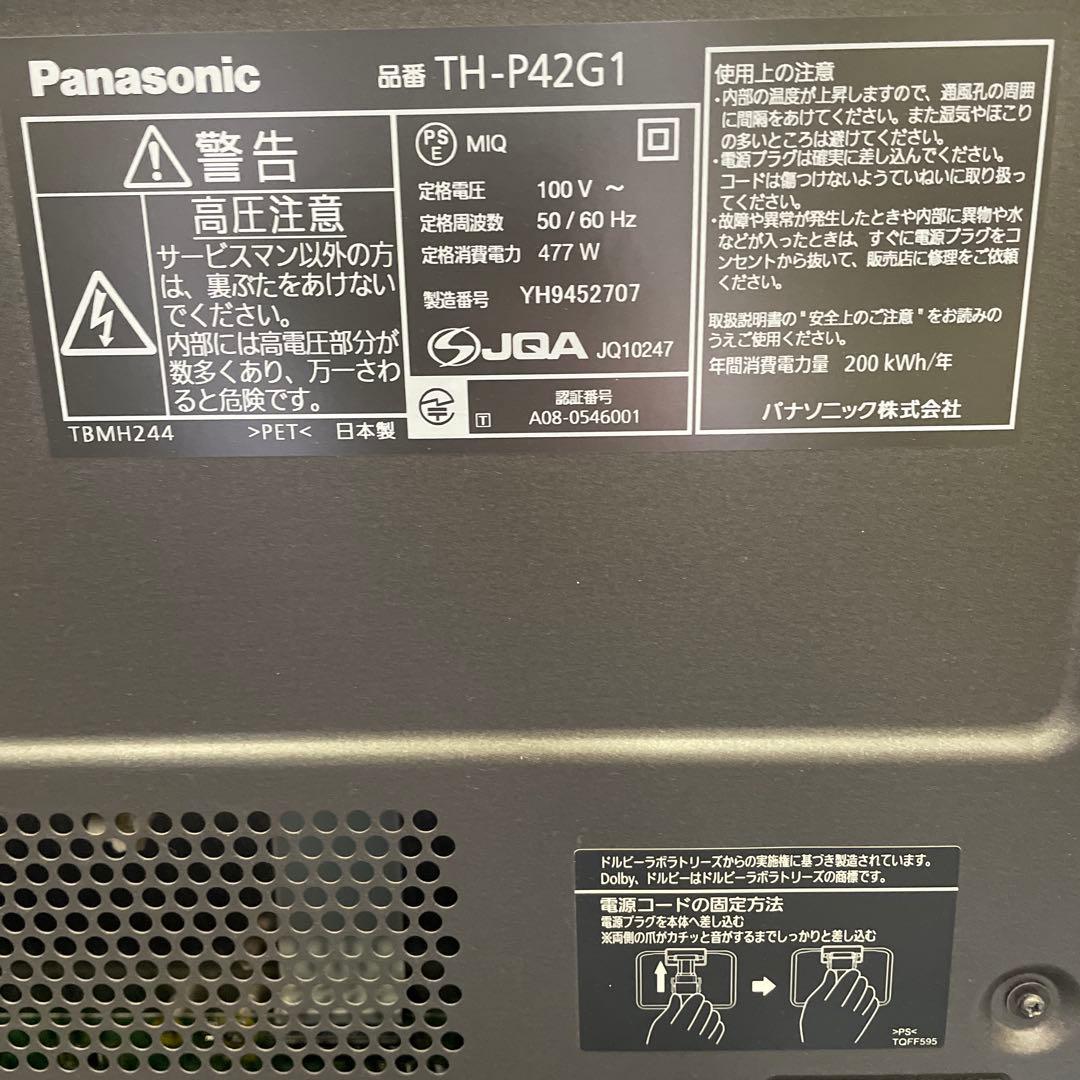 Panasonic
品番 TH-P42G1
警告
高圧注意
サービスマン以外の方
は、裏ぶたをあけない
でください。
内部には高電圧部分が
数多くあり、万一さわ
ると危険です。
TBMH244 >PET< 日本製
PS
E
MIQ
定格電圧 100 V ～
定格周波数 50 / 60 Hz
定格消費電力 477 W
製造番号 YH9452707
JQA JQ10247
T
認証番号
A08-0546001
使用上の注意
・内部の温度が上昇しますので、通風孔の周囲
に間隔をあけてください。また湿気やほこり
の多いところは避けてください。
・電源プラグは確実に差し込んでください。
コードは傷つけないようていねいに取り扱っ
てください。
・故障や異常が発生したときや内部に異物や水
などが入ったときは、すぐに電源プラグをコ
ンセントから抜いて、販売店に修理をご依頼
ください。
取扱説明書の"安全上のご注意"をお読みの
うえご使用ください。
年間消費電力量 200 kWh/年
パナソニック株式会社
ドルビーラボラトリーズからの実施権に基づき製造されています。
Dolby、ドルビーはドルビーラボラトリーズの商標です。
電源コードの固定方法
電源プラグを本体へ差し込む
※両側の爪がカチッと音がするまでしっかりと差し込む
>PS<
TQFF595